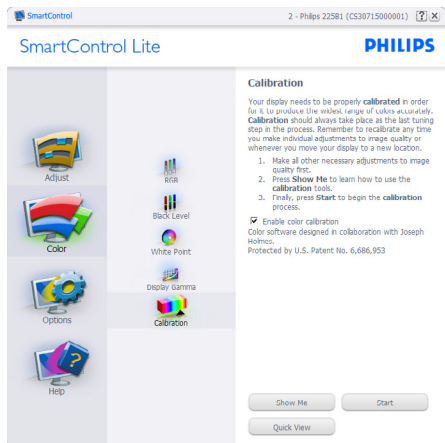 SmartControl
2 - Philips 225B1 (CS30715000001)
? ×
SmartControl Lite
PHILIPS
Adjust
Color
Options
Help
RGB
Black Level
White Point
Display Gamma
Calibration
Calibration
Your display needs to be properly calibrated in order
for it to produce the widest range of colors accurately.
Calibration should always take place as the last tuning
step in the process. Remember to recalibrate any time
you make individual adjustments to image quality or
whenever you move your display to a new location.
1. Make all other necessary adjustments to image
quality first.
2. Press Show Me to learn how to use the
calibration tools.
3. Finally, press Start to begin the calibration
process.
Enable color calibration
Color software designed in collaboration with Joseph
Holmes.
Protected by U.S. Patent No. 6,686,953
Show Me
Start
Quick View